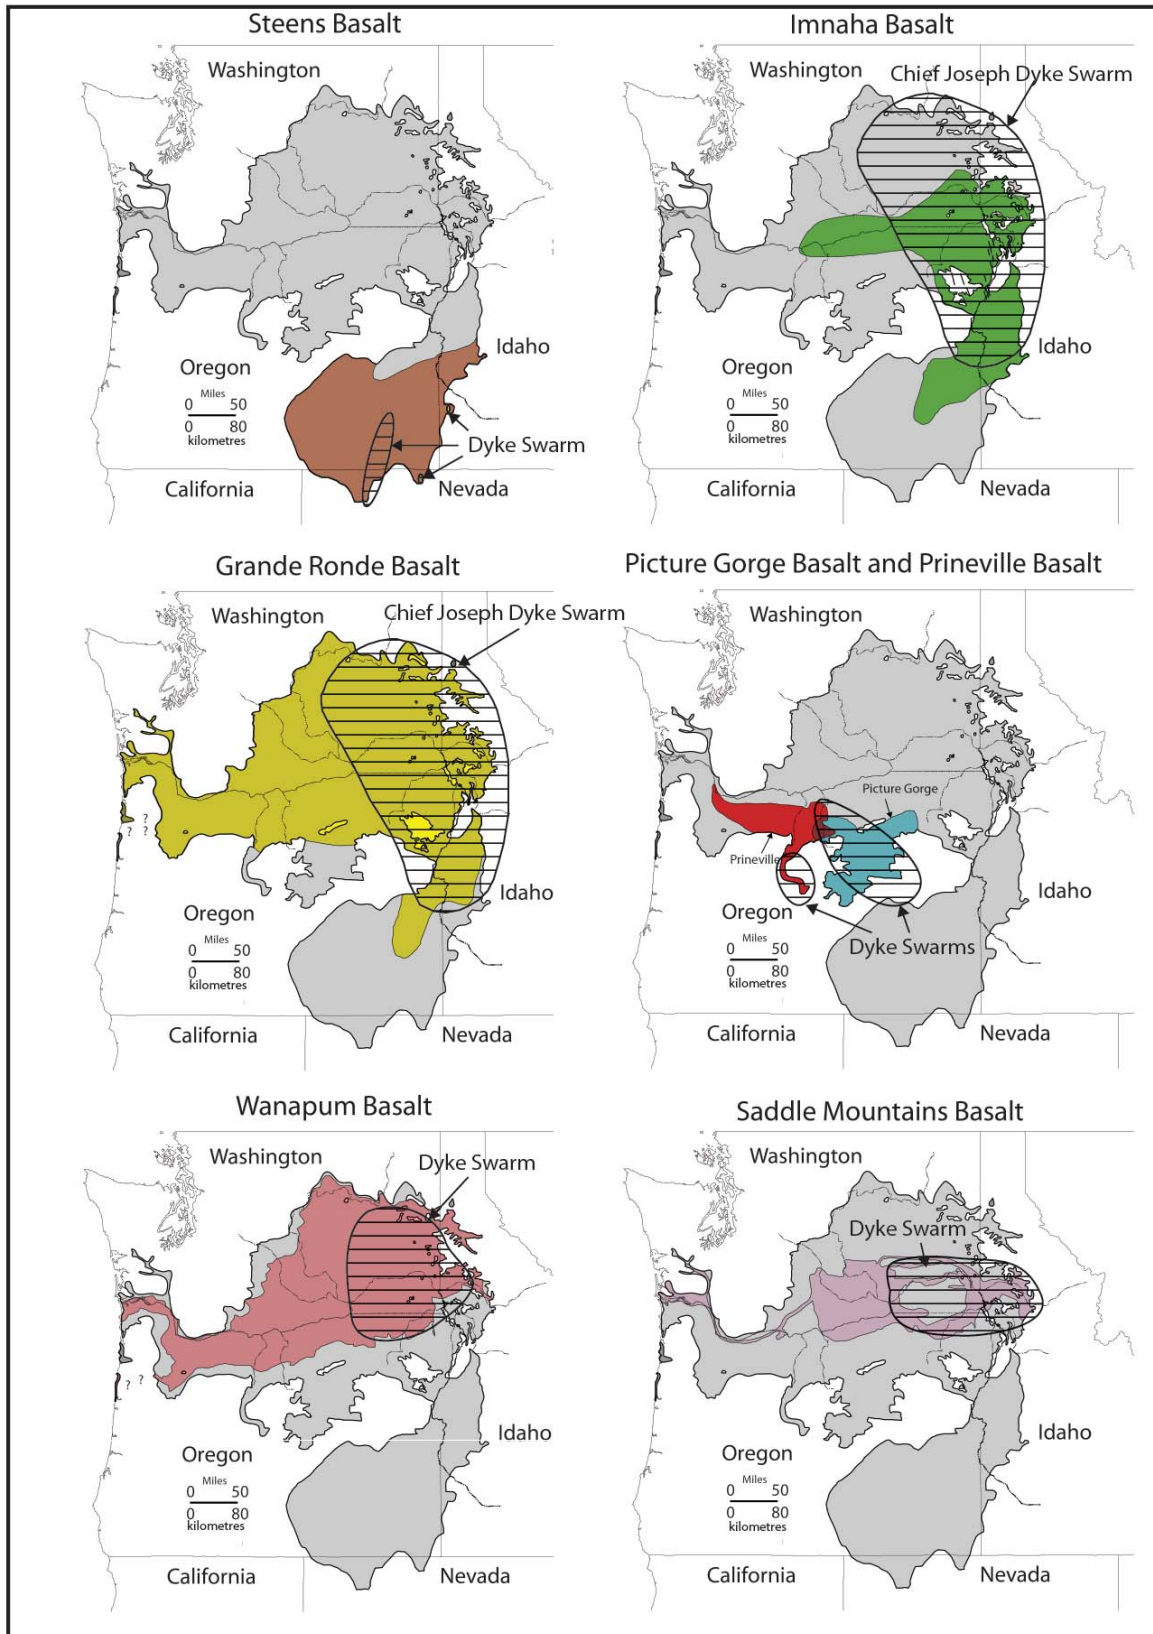 Steens Basalt
Washington
Idaho
Oregon
Miles
0 50
0 80
kilometres
Dyke Swarm
California
Nevada
Imnaha Basalt
Chief Joseph Dyke Swarm
Washington
Idaho
Oregon
Miles
0 50
0 80
kilometres
California
Nevada
Grande Ronde Basalt
Chief Joseph Dyke Swarm
Washington
?
? ?
Idaho
Oregon
Miles
0 50
0 80
kilometres
California
Nevada
Picture Gorge Basalt and Prineville Basalt
Washington
Picture Gorge
Prineville
Idaho
Oregon
Dyke Swarms
Miles
0 50
0 80
kilometres
California
Nevada
Wanapum Basalt
Washington
Dyke Swarm
? ?
Idaho
Oregon
Miles
0 50
0 80
kilometres
California
Nevada
Saddle Mountains Basalt
Washington
Dyke Swarm
Idaho
Oregon
Miles
0 50
0 80
kilometres
California
Nevada